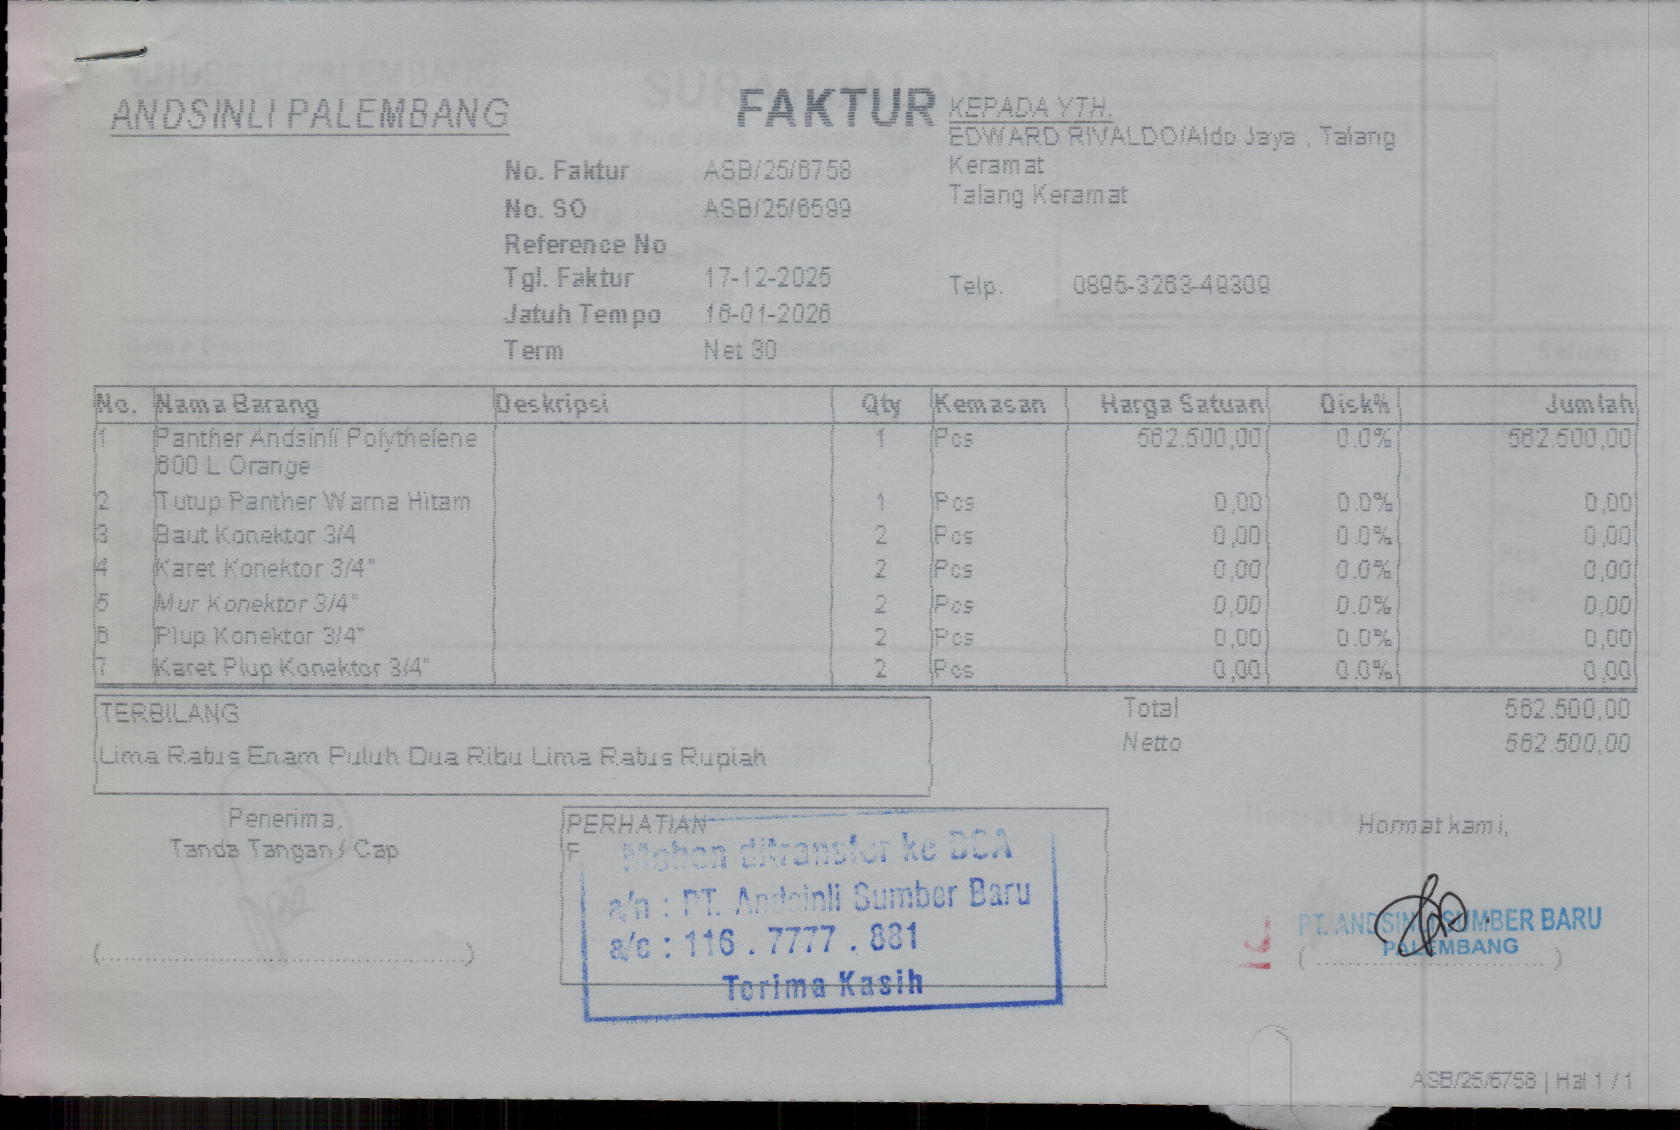 ANDSINLI PALEMBANG
FAKTUR
KEPADA YTH.
EDWARD RIVALDO/Aldo Jaya , Talang
Keramat
Talang Keramat
Telp. 0895-3263-49309
No. Faktur ASB/25/6758
No. SO ASB/25/6599
Reference No
Tgl. Faktur 17-12-2025
Jatuh Tempo 16-01-2026
Term Net 30
No. Nama Barang Deskripsi Qty Kemasan Harga Satuan Disk% Jumlah
1 Panther Andsinli Polythelene 1 Pcs 562.500,00 0.0% 562.500,00
600 L Orange
2 Tutup Panther Warna Hitam 1 Pcs 0,00 0.0% 0,00
3 Baut Konektor 3/4 2 Pcs 0,00 0.0% 0,00
4 Karet Konektor 3/4" 2 Pcs 0,00 0.0% 0,00
5 Mur Konektor 3/4" 2 Pcs 0,00 0.0% 0,00
6 Plup Konektor 3/4" 2 Pcs 0,00 0.0% 0,00
7 Karet Plup Konektor 3/4" 2 Pcs 0,00 0.0% 0,00
TERBILANG
Lima Ratus Enam Puluh Dua Ribu Lima Ratus Rupiah
Total 562.500,00
Netto 562.500,00
Penerima,
Tanda Tangan / Cap
(....................................................)
PERHATIAN
Mohon ditransfer ke BCA
a/n : PT. Andsinli Sumber Baru
a/c : 116 . 7777 . 881
Terima Kasih
Hormat kami,
PT. ANDSINLI SUMBER BARU
PALEMBANG
(................................)
ASB/25/6758 | Hal 1 / 1